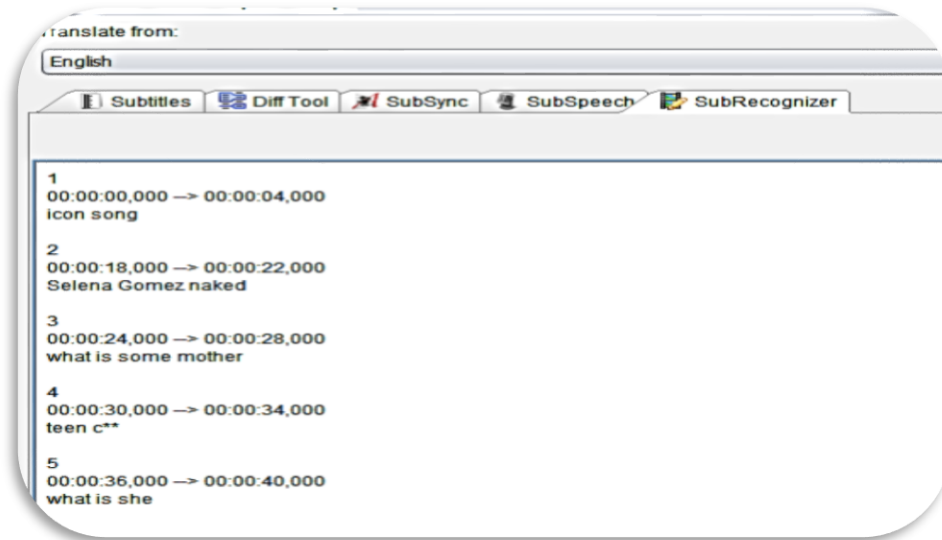 Translate from:
English
Subtitles Diff Tool SubSync SubSpeech SubRecognizer
1
00:00:00,000 --> 00:00:04,000
icon song
2
00:00:18,000 --> 00:00:22,000
Selena Gomez naked
3
00:00:24,000 --> 00:00:28,000
what is some mother
4
00:00:30,000 --> 00:00:34,000
teen c**
5
00:00:36,000 --> 00:00:40,000
what is she